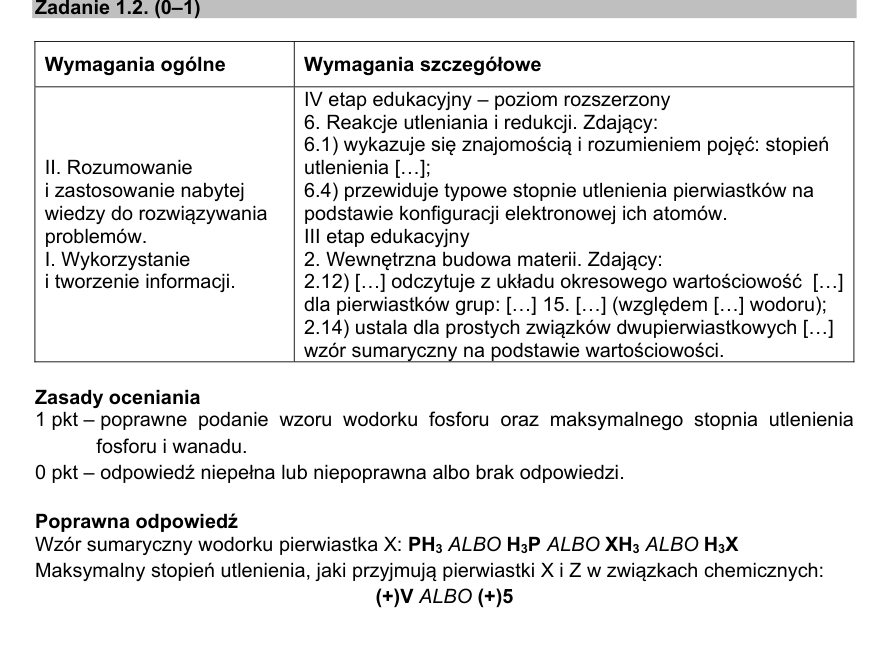 Zadanie 1.2. (0–1)
Wymagania ogólne
Wymagania szczegółowe
II. Rozumowanie
i zastosowanie nabytej
wiedzy do rozwiązywania
problemów.
I. Wykorzystanie
i tworzenie informacji.
IV etap edukacyjny – poziom rozszerzony
6. Reakcje utleniania i redukcji. Zdający:
6.1) wykazuje się znajomością i rozumieniem pojęć: stopień
utlenienia […];
6.4) przewiduje typowe stopnie utlenienia pierwiastków na
podstawie konfiguracji elektronowej ich atomów.
III etap edukacyjny
2. Wewnętrzna budowa materii. Zdający:
2.12) […] odczytuje z układu okresowego wartościowość […]
dla pierwiastków grup: […] 15. […] (względem […] wodoru);
2.14) ustala dla prostych związków dwupierwiastkowych […]
wzór sumaryczny na podstawie wartościowości.
Zasady oceniania
1 pkt – poprawne podanie wzoru wodorku fosforu oraz maksymalnego stopnia utlenienia
fosforu i wanadu.
0 pkt – odpowiedź niepełna lub niepoprawna albo brak odpowiedzi.
Poprawna odpowiedź
Wzór sumaryczny wodorku pierwiastka X: PH₃ ALBO H₃P ALBO XH₃ ALBO H₃X
Maksymalny stopień utlenienia, jaki przyjmują pierwiastki X i Z w związkach chemicznych:
(+)V ALBO (+)5